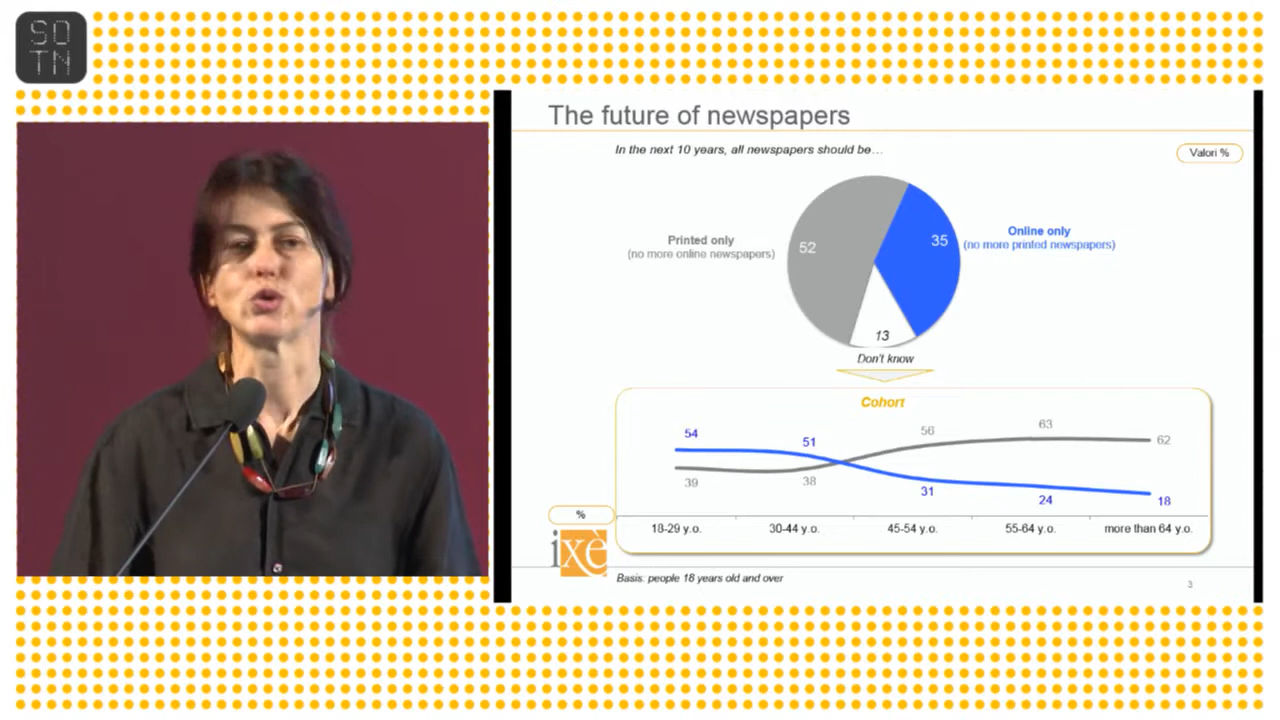 SO
TN
The future of newspapers
In the next 10 years, all newspapers should be…
Valori %
52
35
13
Printed only
(no more online newspapers)
Online only
(no more printed newspapers)
Don't know
Cohort
54
51
56
63
62
39
38
31
24
18
%
18-29 y.o.
30-44 y.o.
45-54 y.o.
55-64 y.o.
more than 64 y.o.
ixè
Basis: people 18 years old and over
3